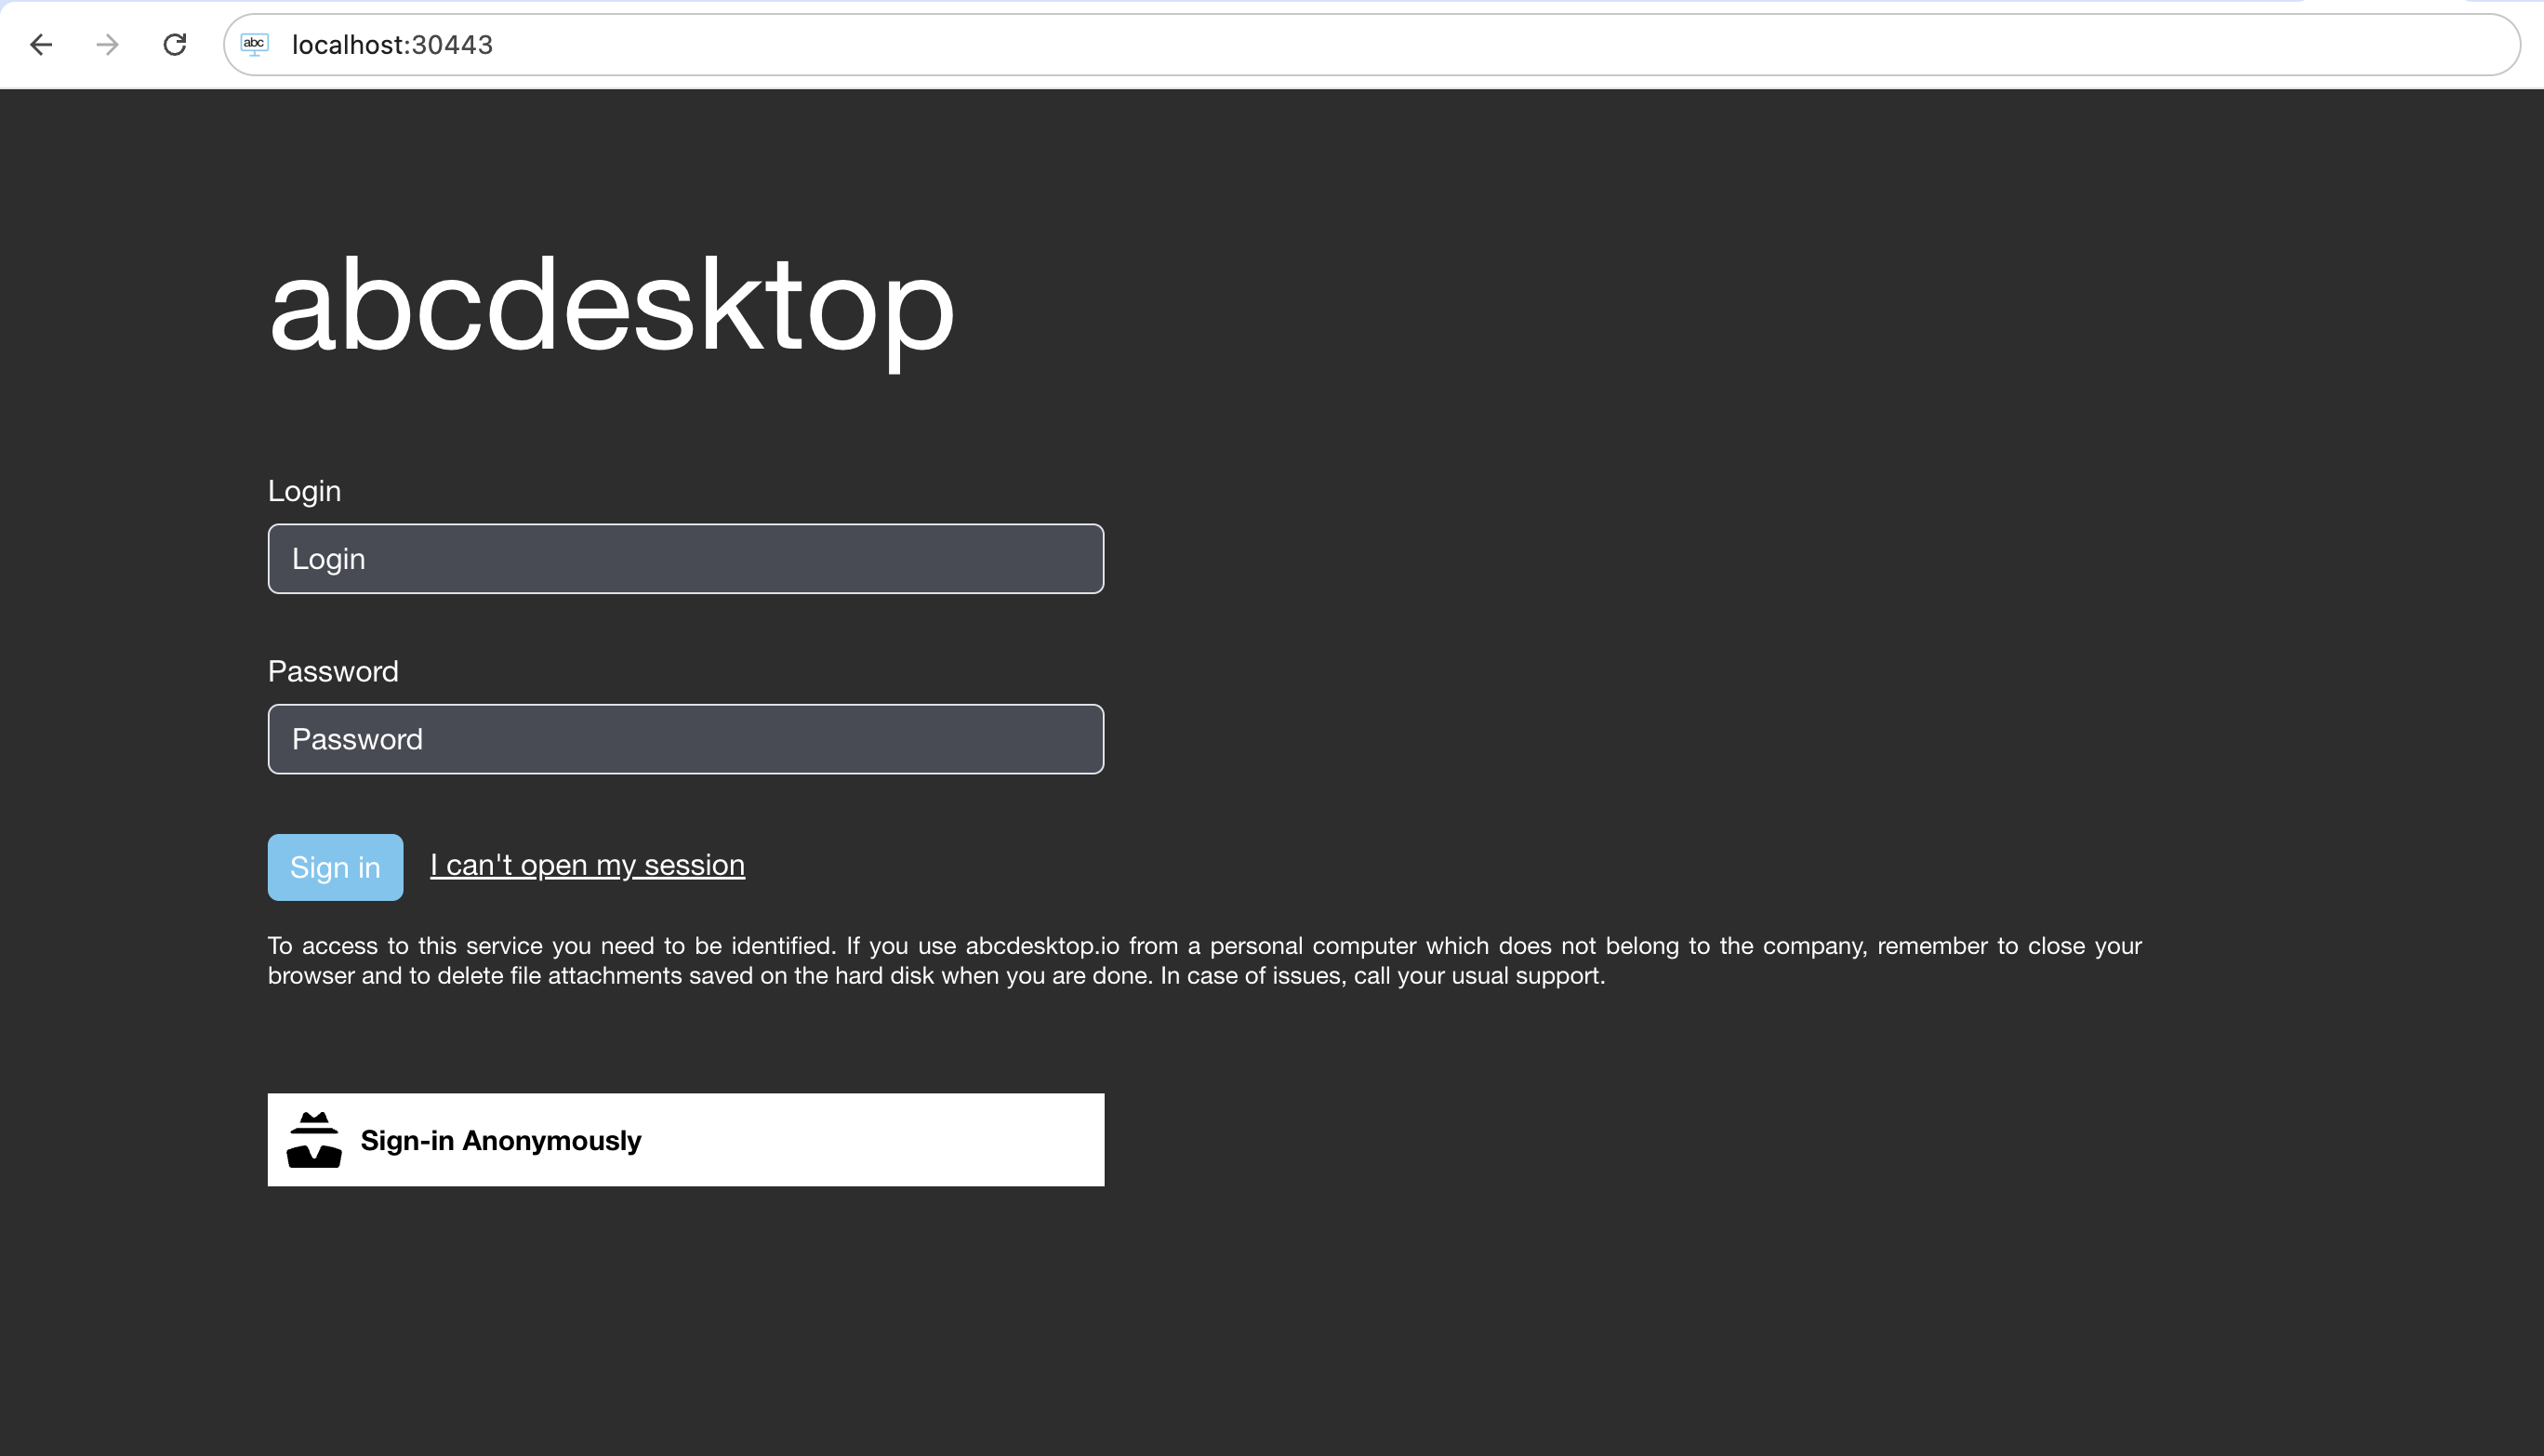 abc
localhost:30443
abcdesktop
Login
Login
Password
Password
Sign in
I can't open my session
To access to this service you need to be identified. If you use abcdesktop.io from a personal computer which does not belong to the company, remember to close your
browser and to delete file attachments saved on the hard disk when you are done. In case of issues, call your usual support.
Sign-in Anonymously